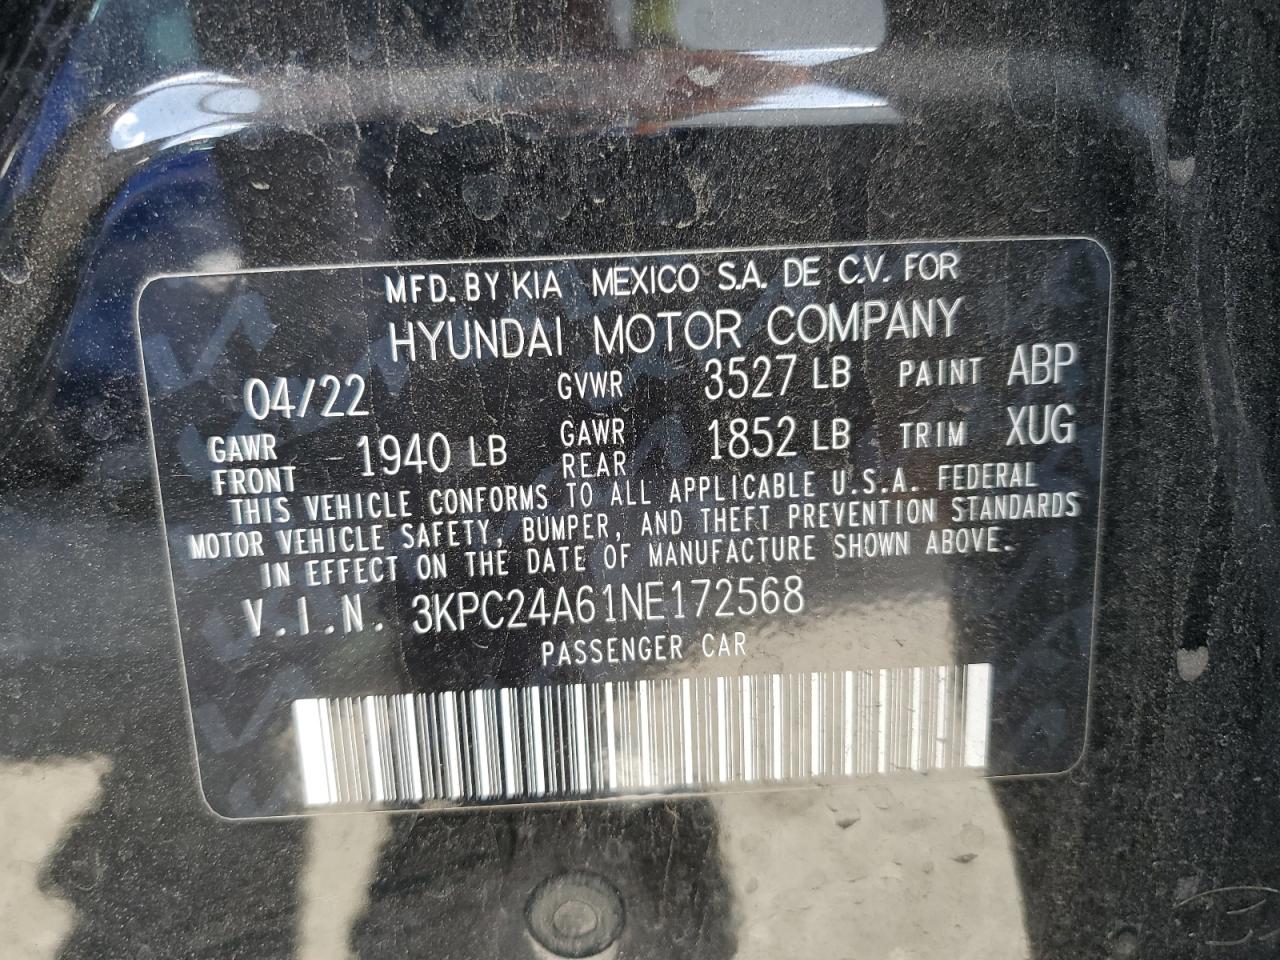 MFD. BY KIA MEXICO S.A. DE C.V. FOR
HYUNDAI MOTOR COMPANY
04/22 GVWR 3527 LB PAINT ABP
GAWR FRONT 1940 LB GAWR REAR 1852 LB TRIM XUG
THIS VEHICLE CONFORMS TO ALL APPLICABLE U.S.A. FEDERAL
MOTOR VEHICLE SAFETY, BUMPER, AND THEFT PREVENTION STANDARDS
IN EFFECT ON THE DATE OF MANUFACTURE SHOWN ABOVE.
V.I.N. 3KPC24A61NE172568
PASSENGER CAR